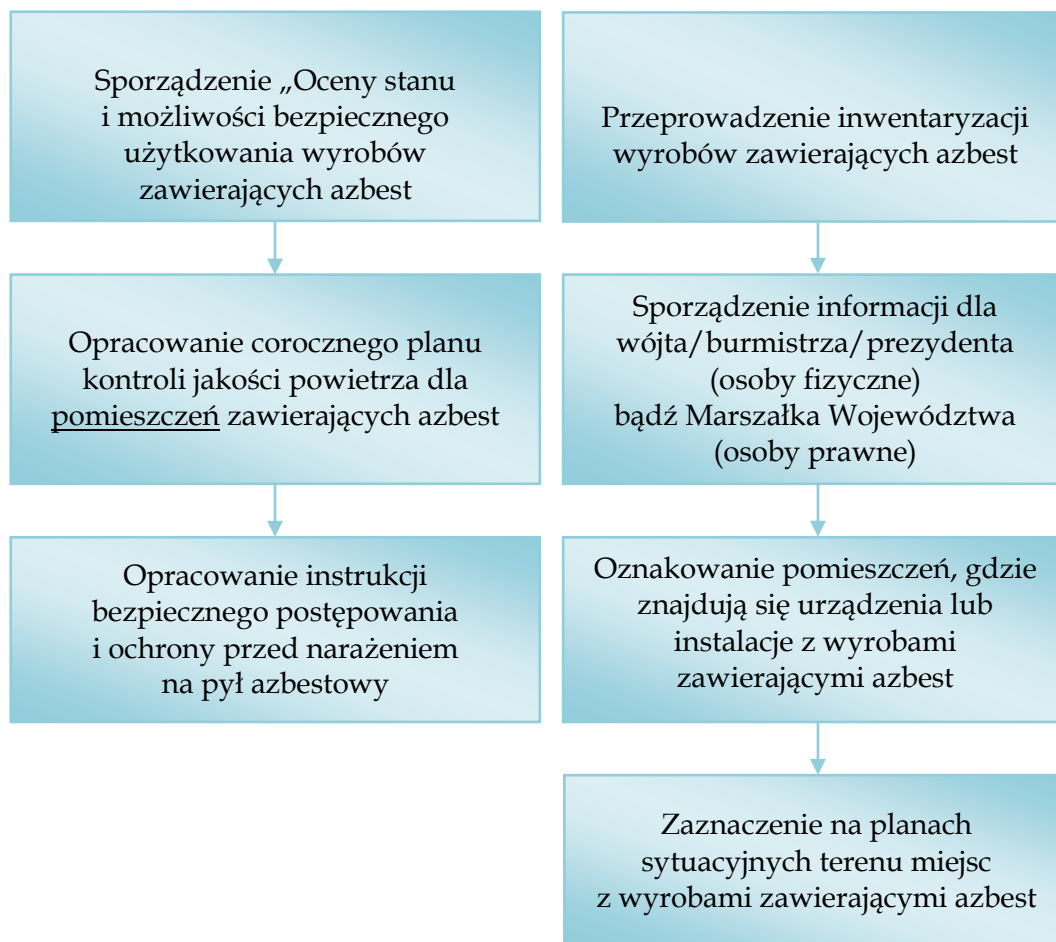 Sporządzenie „Oceny stanu
i możliwości bezpiecznego
użytkowania wyrobów
zawierających azbest
Opracowanie corocznego planu
kontroli jakości powietrza dla
pomieszczeń zawierających azbest
Opracowanie instrukcji
bezpiecznego postępowania
i ochrony przed narażeniem
na pył azbestowy
Przeprowadzenie inwentaryzacji
wyrobów zawierających azbest
Sporządzenie informacji dla
wójta/burmistrza/prezydenta
(osoby fizyczne)
bądź Marszałka Województwa
(osoby prawne)
Oznakowanie pomieszczeń, gdzie
znajdują się urządzenia lub
instalacje z wyrobami
zawierającymi azbest
Zaznaczenie na planach
sytuacyjnych terenu miejsc
z wyrobami zawierającymi azbest